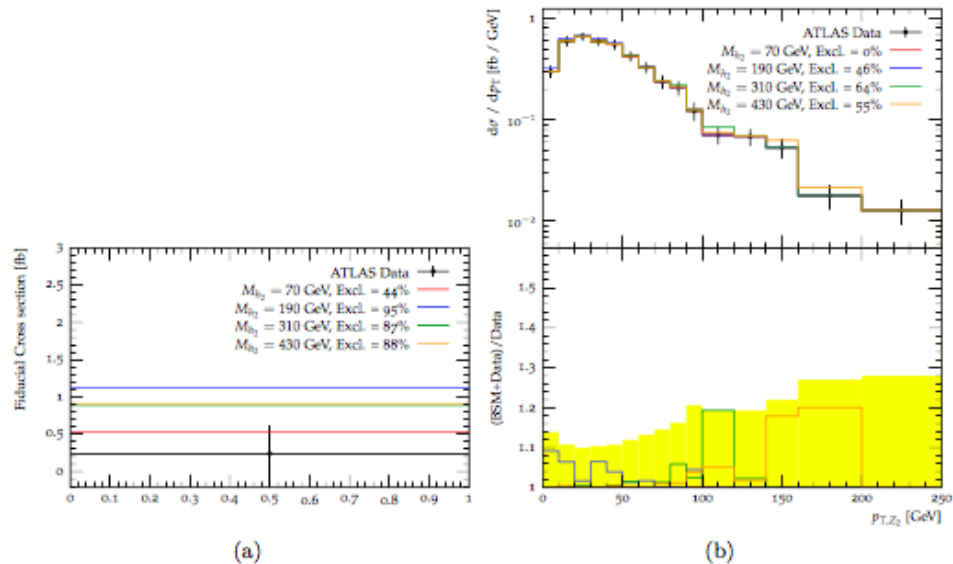 Fiducial Cross section [fb]
3
2.5
2
1.5
1
0.5
0
ATLAS Data
M_{h_2} = 70 GeV, Excl. = 44%
M_{h_2} = 190 GeV, Excl. = 95%
M_{h_2} = 310 GeV, Excl. = 87%
M_{h_2} = 430 GeV, Excl. = 88%
0 0.1 0.2 0.3 0.4 0.5 0.6 0.7 0.8 0.9 1
(a)
dσ / dp_T [fb / GeV]
1
10^{-1}
10^{-2}
ATLAS Data
M_{h_2} = 70 GeV, Excl. = 0%
M_{h_2} = 190 GeV, Excl. = 46%
M_{h_2} = 310 GeV, Excl. = 64%
M_{h_2} = 430 GeV, Excl. = 55%
(BSM+Data)/Data
1.5
1.4
1.3
1.2
1.1
1
0 50 100 150 200 250
p_{T,Z_2} [GeV]
(b)